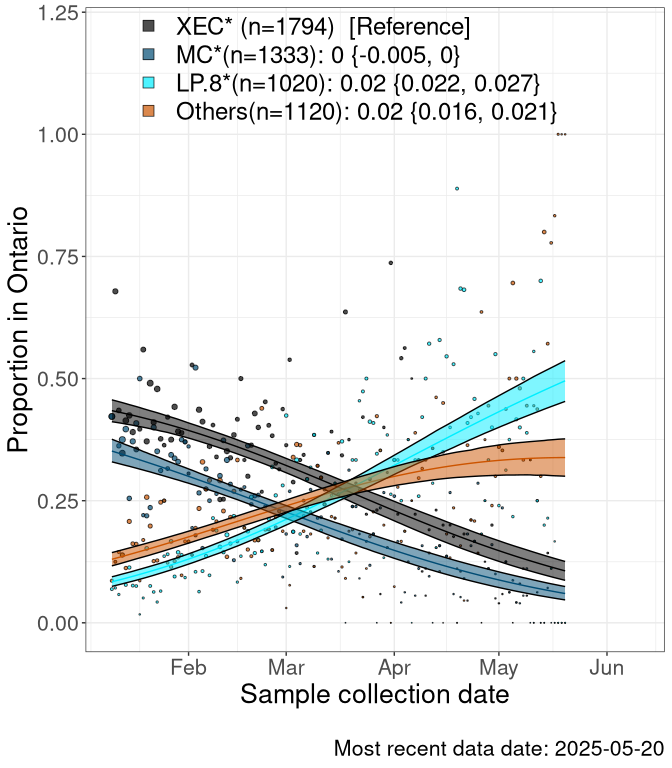 XEC* (n=1794)  [Reference]
MC*(n=1333): 0 {-0.005, 0}
LP.8*(n=1020): 0.02 {0.022, 0.027}
Others(n=1120): 0.02 {0.016, 0.021}
Proportion in Ontario
1.25
1.00
0.75
0.50
0.25
0.00
Feb Mar Apr May Jun
Sample collection date
Most recent data date: 2025-05-20